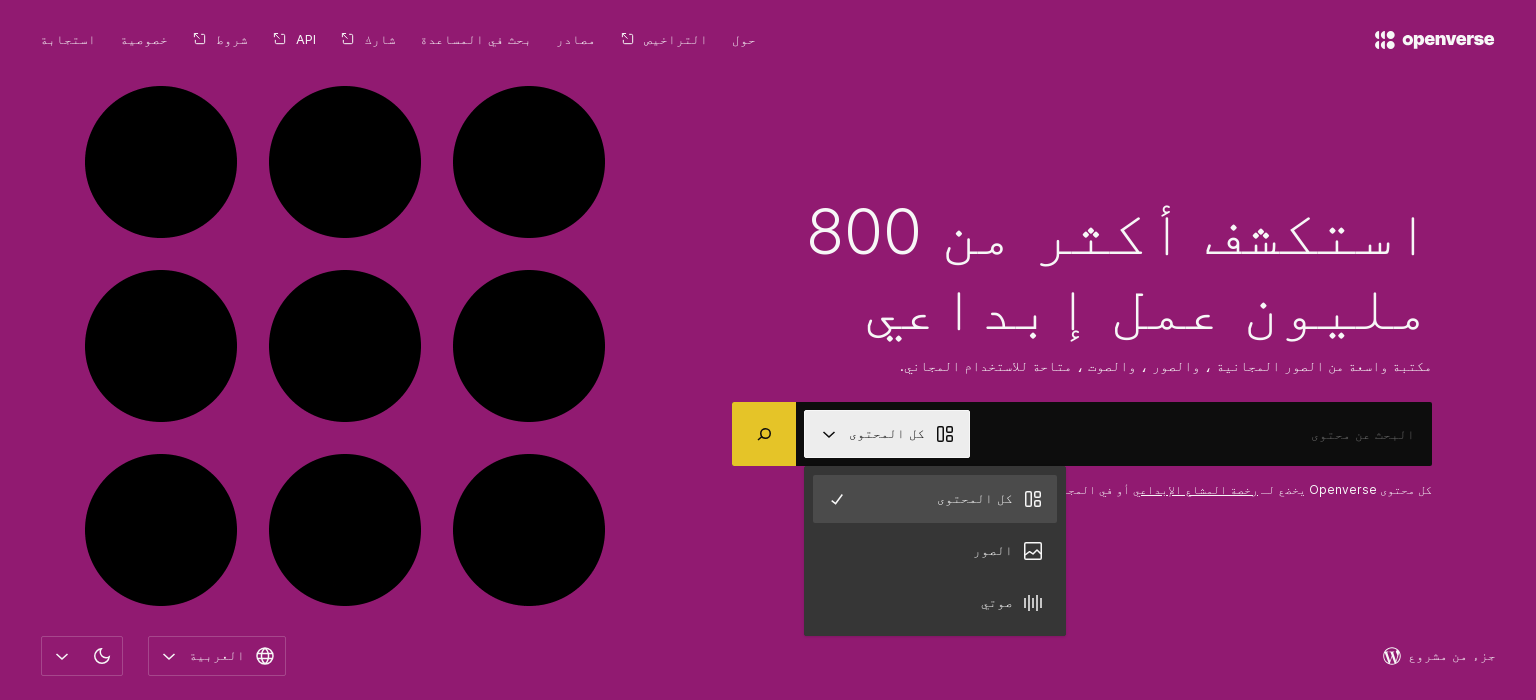 openverse
حول
التراخيص
مصادر
بحث في المساعدة
شارك
API
شروط
خصوصية
استجابة
استكشف أكثر من 800
مليون عمل إبداعي
مكتبة واسعة من الصور المجانية ، والصور ، والصوت ، متاحة للاستخدام المجاني.
البحث عن محتوى
كل المحتوى
كل محتوى Openverse يخضع لـ رخصة المشاع الإبداعي أو في
كل المحتوى
الصور
صوتي
جزء من مشروع
العربية